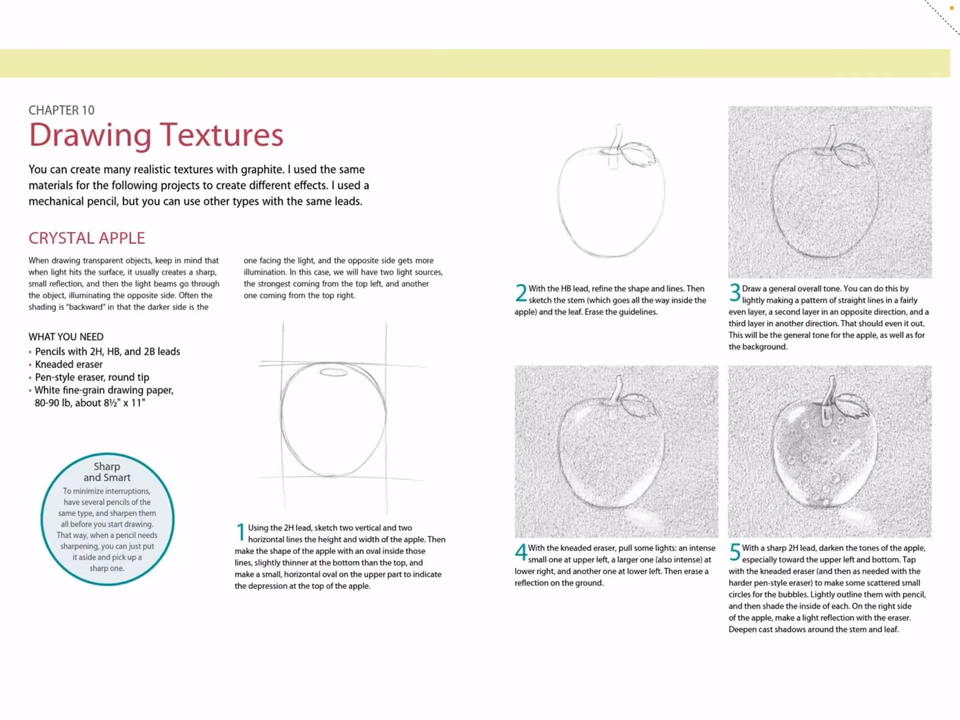 CHAPTER 10
Drawing Textures
You can create many realistic textures with graphite. I used the same
materials for the following projects to create different effects. I used a
mechanical pencil, but you can use other types with the same leads.
CRYSTAL APPLE
When drawing transparent objects, keep in mind that
when light hits the surface, it usually creates a sharp,
small reflection, and then the light beams go through
the object, illuminating the opposite side. Often the
shading is "backward" in that the darker side is the
one facing the light, and the opposite side gets more
illumination. In this case, we will have two light sources,
the strongest coming from the top left, and another
one coming from the top right.
WHAT YOU NEED
• Pencils with 2H, HB, and 2B leads
• Kneaded eraser
• Pen-style eraser, round tip
• White fine-grain drawing paper,
80-90 lb, about 8½" x 11"
Sharp
and Smart
To minimize interruptions,
have several pencils of the
same type, and sharpen them
all before you start drawing.
That way, when a pencil needs
sharpening, you can just put
it aside and pick up a
sharp one.
1 Using the 2H lead, sketch two vertical and two
horizontal lines the height and width of the apple. Then
make the shape of the apple with an oval inside those
lines, slightly thinner at the bottom than the top, and
make a small, horizontal oval on the upper part to indicate
the depression at the top of the apple.
2 With the HB lead, refine the shape and lines. Then
sketch the stem (which goes all the way inside the
apple) and the leaf. Erase the guidelines.
3 Draw a general overall tone. You can do this by
lightly making a pattern of straight lines in a fairly
even layer, a second layer in an opposite direction, and a
third layer in another direction. That should even it out.
This will be the general tone for the apple, as well as for
the background.
4 With the kneaded eraser, pull some lights: an intense
small one at upper left, a larger one (also intense) at
lower right, and another one at lower left. Then erase a
reflection on the ground.
5 With a sharp 2H lead, darken the tones of the apple,
especially toward the upper left and bottom. Tap
with the kneaded eraser (and then as needed with the
harder pen-style eraser) to make some scattered small
circles for the bubbles. Lightly outline them with pencil,
and then shade the inside of each. On the right side
of the apple, make a light reflection with the eraser.
Deepen cast shadows around the stem and leaf.